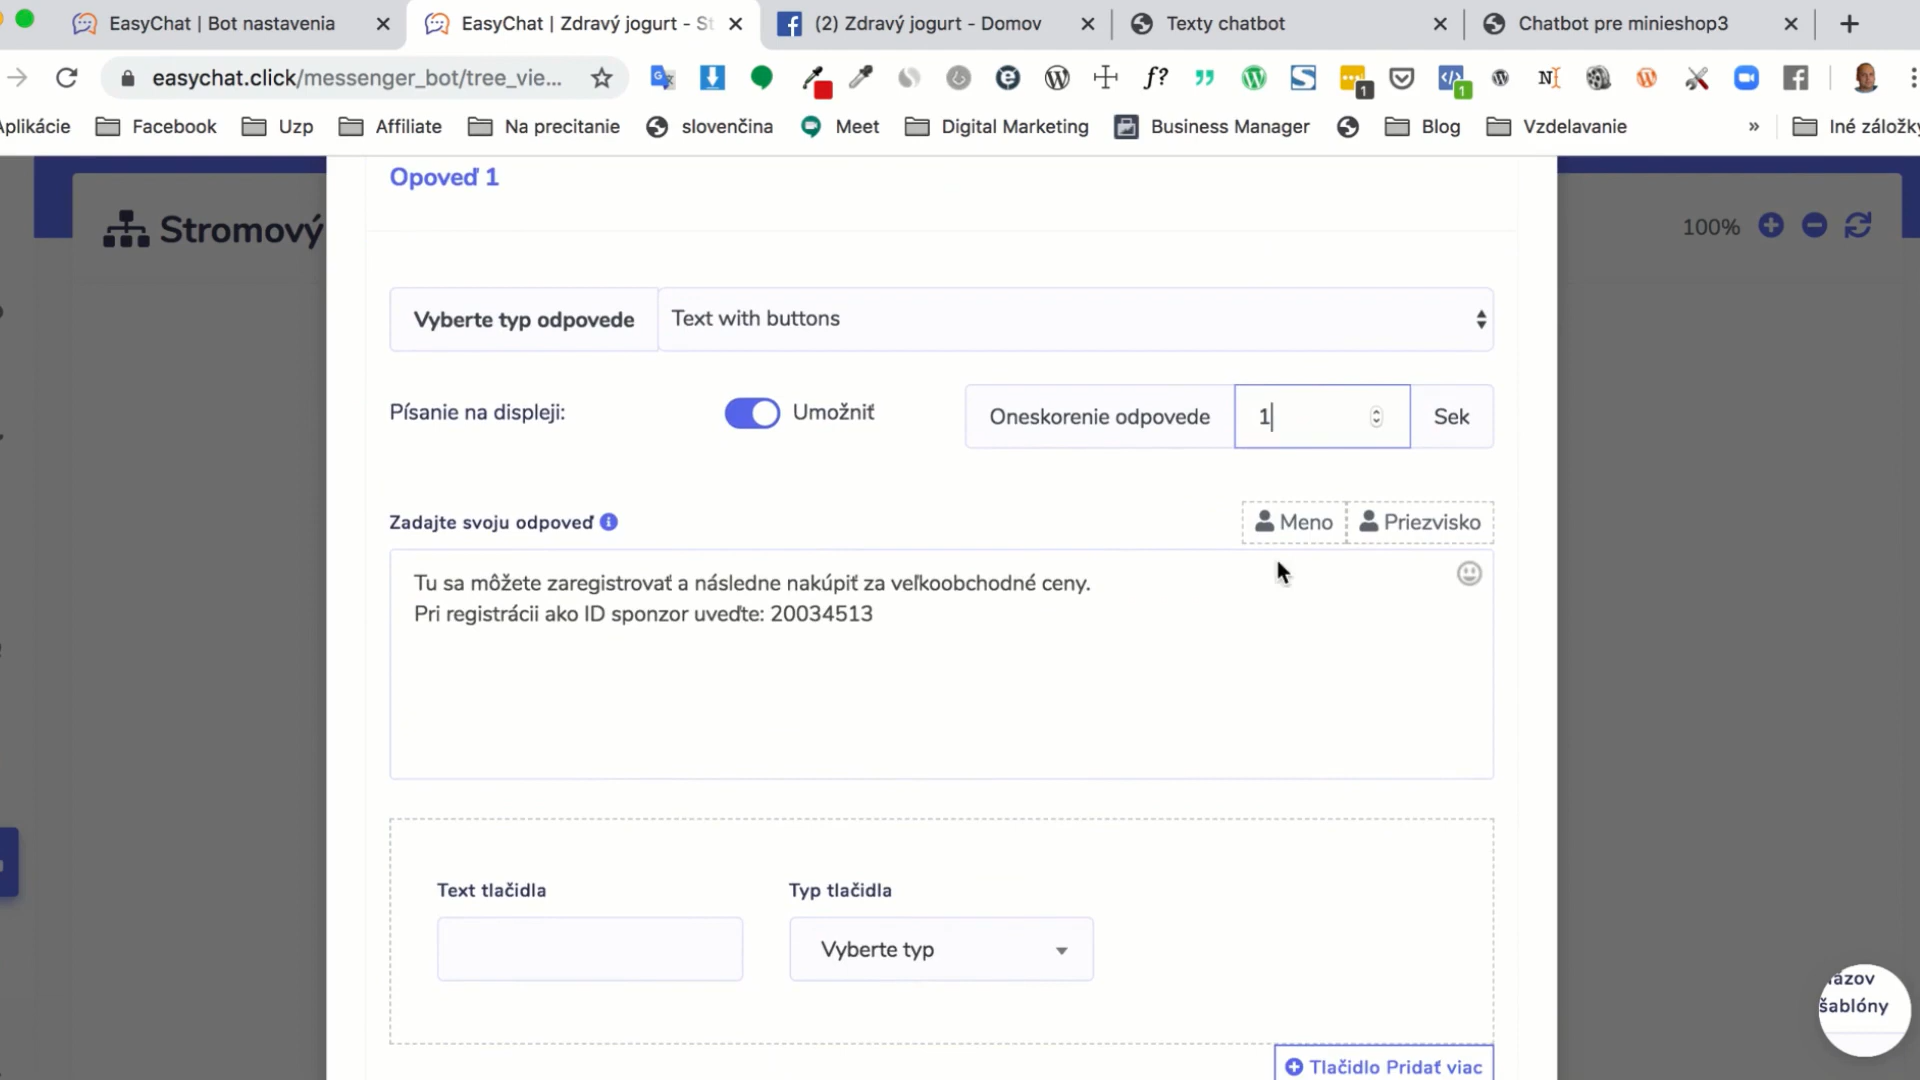 EasyChat | Bot nastavenia
EasyChat | Zdravý jogurt - St
(2) Zdravý jogurt - Domov
Texty chatbot
Chatbot pre minieshop3
easychat.click/messenger_bot/tree_vie...
f?
1
1
plikácie
Facebook
Uzp
Affiliate
Na precitanie
slovenčina
Meet
Digital Marketing
Business Manager
Blog
Vzdelavanie
»
Iné záložky
Stromový
100%
Opoveď 1
Vyberte typ odpovede
Text with buttons
Písanie na displeji:
Umožniť
Oneskorenie odpovede
1
Sek
Zadajte svoju odpoveď
Meno
Priezvisko
Tu sa môžete zaregistrovať a následne nakúpiť za veľkoobchodné ceny.
Pri registrácii ako ID sponzor uveďte: 20034513
Text tlačidla
Typ tlačidla
Vyberte typ
ázov
šablóny
Tlačidlo Pridať viac